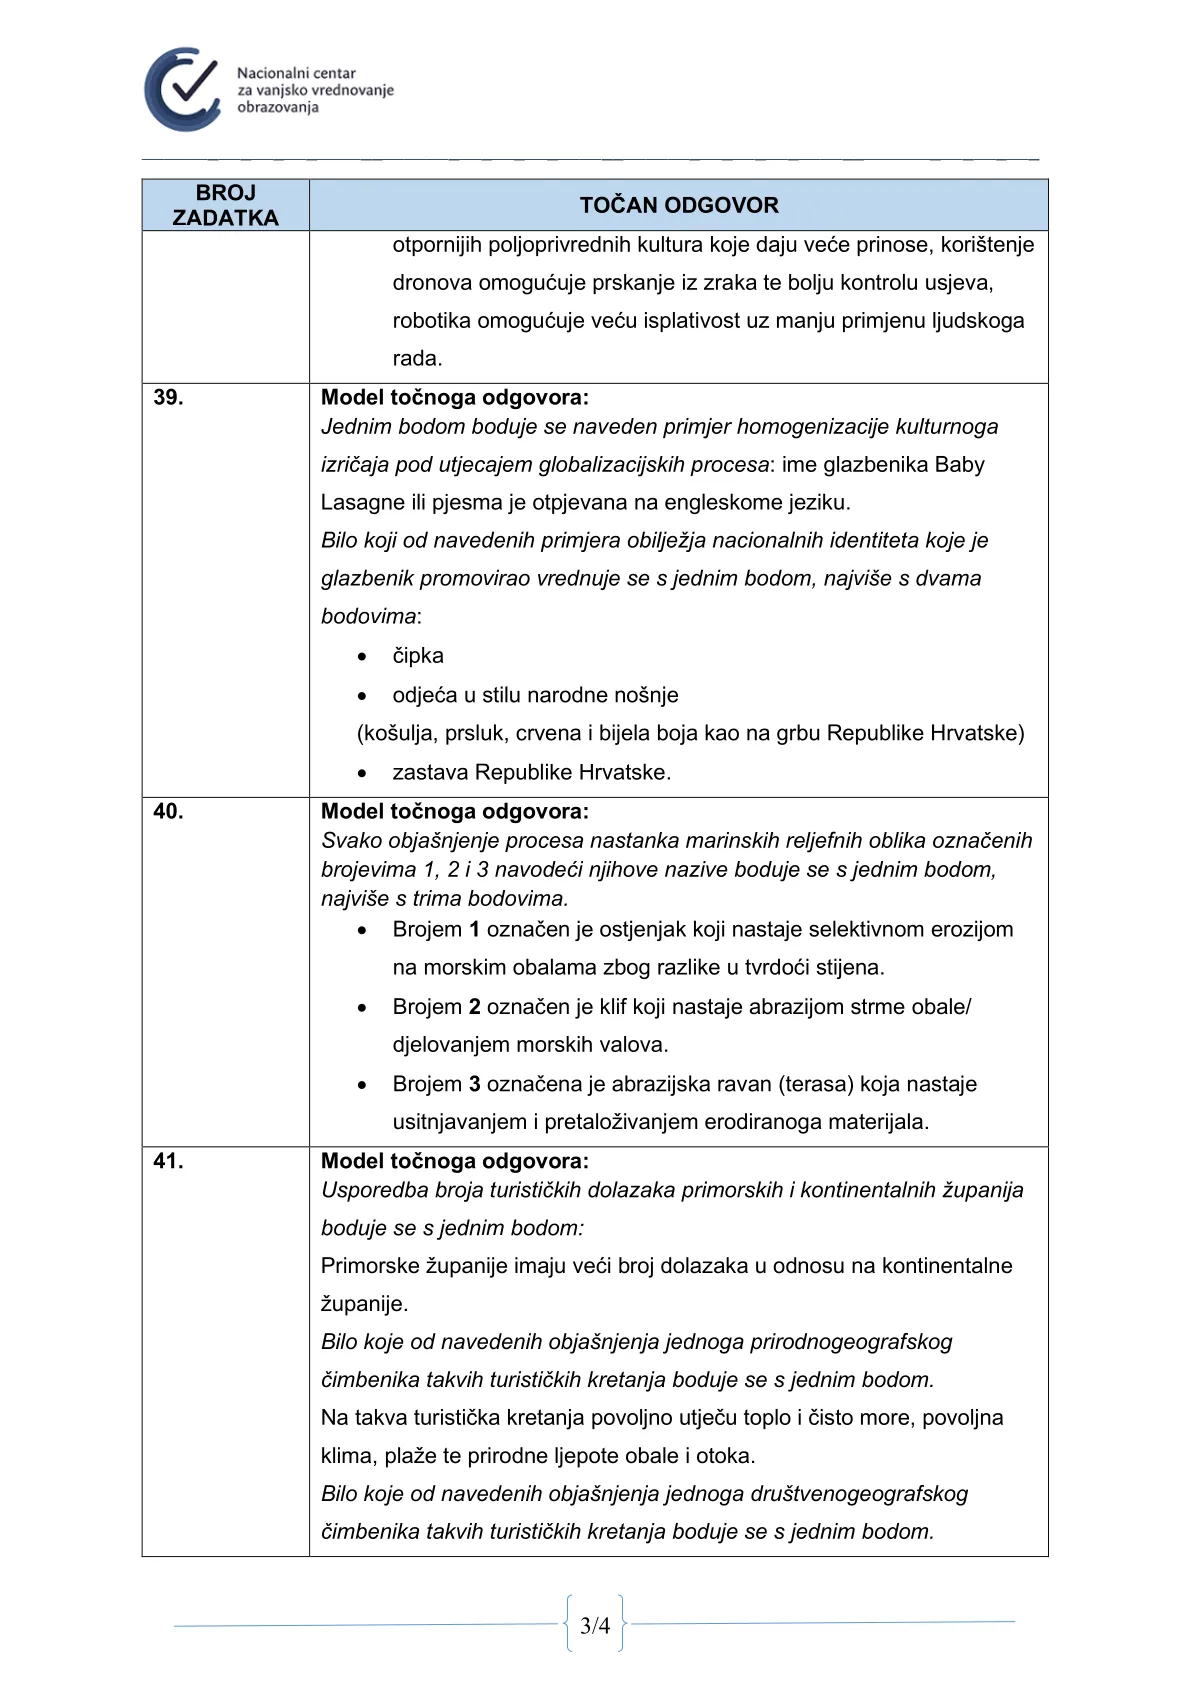 Nacionalni centar
za vanjsko vrednovanje
obrazovanja
BROJ
ZADATKA
TOČAN ODGOVOR
otpornijih poljoprivrednih kultura koje daju veće prinose, korištenje
dronova omogućuje prskanje iz zraka te bolju kontrolu usjeva,
robotika omogućuje veću isplativost uz manju primjenu ljudskoga
rada.
39.
Model točnoga odgovora:
Jednim bodom boduje se naveden primjer homogenizacije kulturnoga
izričaja pod utjecajem globalizacijskih procesa: ime glazbenika Baby
Lasagne ili pjesma je otpjevana na engleskome jeziku.
Bilo koji od navedenih primjera obilježja nacionalnih identiteta koje je
glazbenik promovirao vrednuje se s jednim bodom, najviše s dvama
bodovima:
• čipka
• odjeća u stilu narodne nošnje
(košulja, prsluk, crvena i bijela boja kao na grbu Republike Hrvatske)
• zastava Republike Hrvatske.
40.
Model točnoga odgovora:
Svako objašnjenje procesa nastanka marinskih reljefnih oblika označenih
brojevima 1, 2 i 3 navodeći njihove nazive boduje se s jednim bodom,
najviše s trima bodovima.
• Brojem 1 označen je ostjenjak koji nastaje selektivnom erozijom
na morskim obalama zbog razlike u tvrdoći stijena.
• Brojem 2 označen je klif koji nastaje abrazijom strme obale/
djelovanjem morskih valova.
• Brojem 3 označena je abrazijska ravan (terasa) koja nastaje
usitnjavanjem i pretaloživanjem erodiranoga materijala.
41.
Model točnoga odgovora:
Usporedba broja turističkih dolazaka primorskih i kontinentalnih županija
boduje se s jednim bodom:
Primorske županije imaju veći broj dolazaka u odnosu na kontinentalne
županije.
Bilo koje od navedenih objašnjenja jednoga prirodnogeografskog
čimbenika takvih turističkih kretanja boduje se s jednim bodom.
Na takva turistička kretanja povoljno utječu toplo i čisto more, povoljna
klima, plaže te prirodne ljepote obale i otoka.
Bilo koje od navedenih objašnjenja jednoga društvenogeografskog
čimbenika takvih turističkih kretanja boduje se s jednim bodom.
3/4